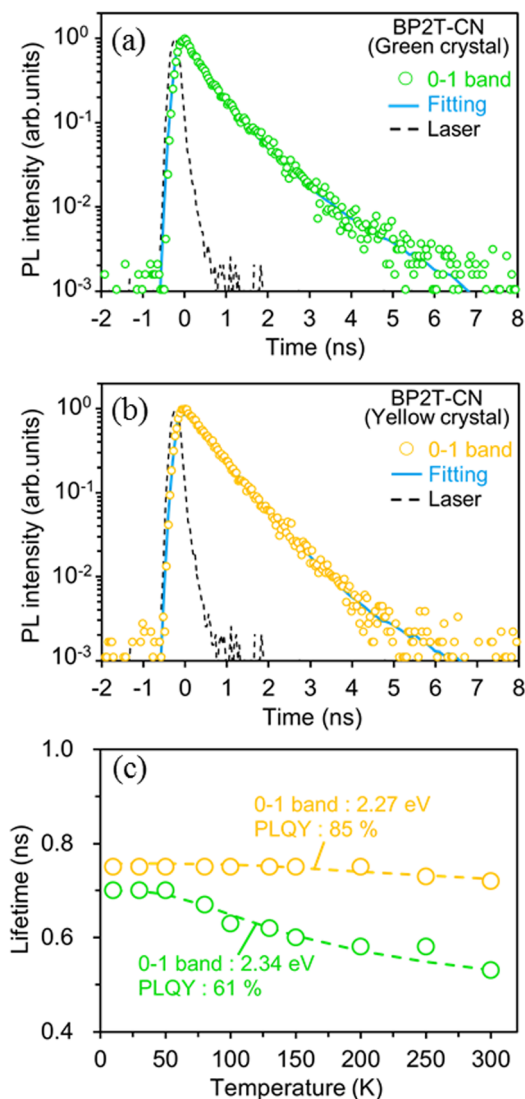 (a)
BP2T-CN
(Green crystal)
0-1 band
Fitting
Laser
PL intensity (arb.units)
10⁰
10⁻¹
10⁻²
10⁻³
-2 -1 0 1 2 3 4 5 6 7 8
Time (ns)
(b)
BP2T-CN
(Yellow crystal)
0-1 band
Fitting
Laser
PL intensity (arb.units)
10⁰
10⁻¹
10⁻²
10⁻³
-2 -1 0 1 2 3 4 5 6 7 8
Time (ns)
(c)
0-1 band : 2.27 eV
PLQY : 85 %
0-1 band : 2.34 eV
PLQY : 61 %
Lifetime (ns)
1.0
0.8
0.6
0.4
0 50 100 150 200 250 300
Temperature (K)